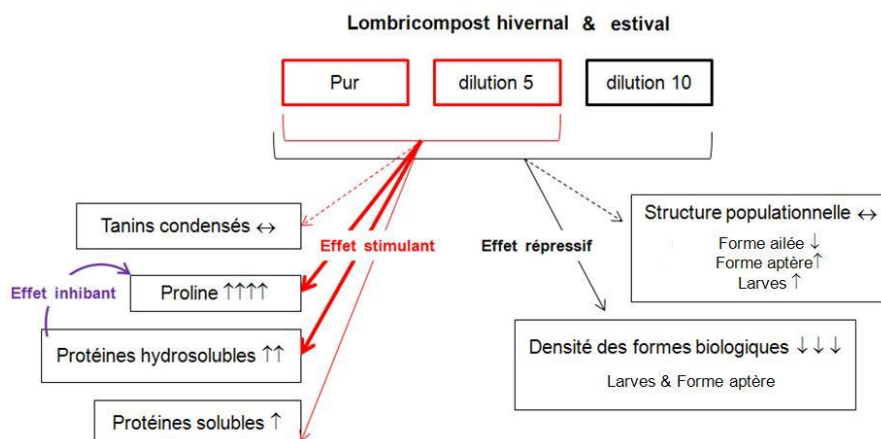 Lombricompost hivernal & estival
Pur
dilution 5
dilution 10
Tanins condensés ↔
Effet stimulant
Effet répressif
Structure populationnelle ↔
Forme ailée ↓
Forme aptère↑
Larves ↑
Effet inhibant
Proline ↑↑↑↑
Protéines hydrosolubles ↑↑
Densité des formes biologiques ↓↓↓
Larves & Forme aptère
Protéines solubles ↑